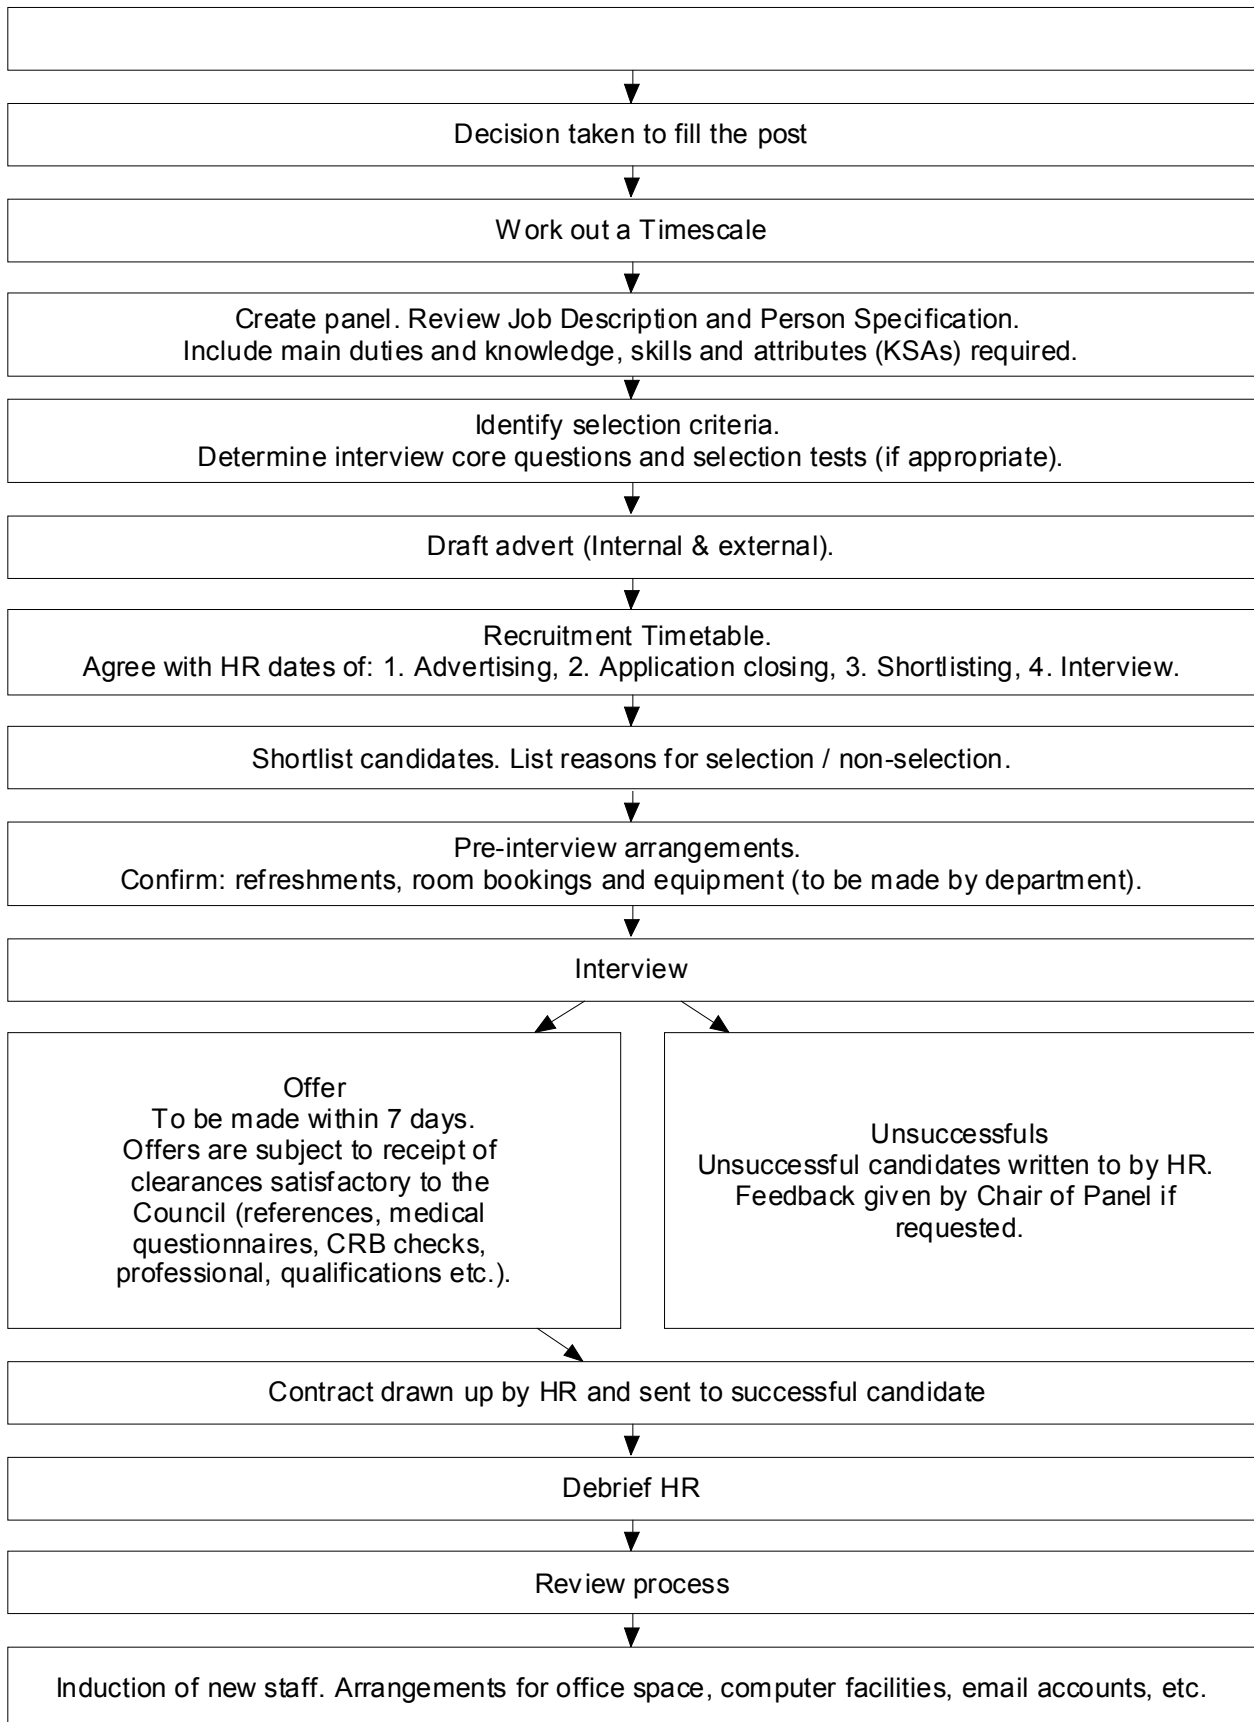 Decision taken to fill the post
Work out a Timescale
Create panel. Review Job Description and Person Specification.
Include main duties and knowledge, skills and attributes (KSAs) required.
Identify selection criteria.
Determine interview core questions and selection tests (if appropriate).
Draft advert (Internal & external).
Recruitment Timetable.
Agree with HR dates of: 1. Advertising, 2. Application closing, 3. Shortlisting, 4. Interview.
Shortlist candidates. List reasons for selection / non-selection.
Pre-interview arrangements.
Confirm: refreshments, room bookings and equipment (to be made by department).
Interview
Offer
To be made within 7 days.
Offers are subject to receipt of
clearances satisfactory to the
Council (references, medical
questionnaires, CRB checks,
professional, qualifications etc.).
Unsuccessfuls
Unsuccessful candidates written to by HR.
Feedback given by Chair of Panel if
requested.
Contract drawn up by HR and sent to successful candidate
Debrief HR
Review process
Induction of new staff. Arrangements for office space, computer facilities, email accounts, etc.